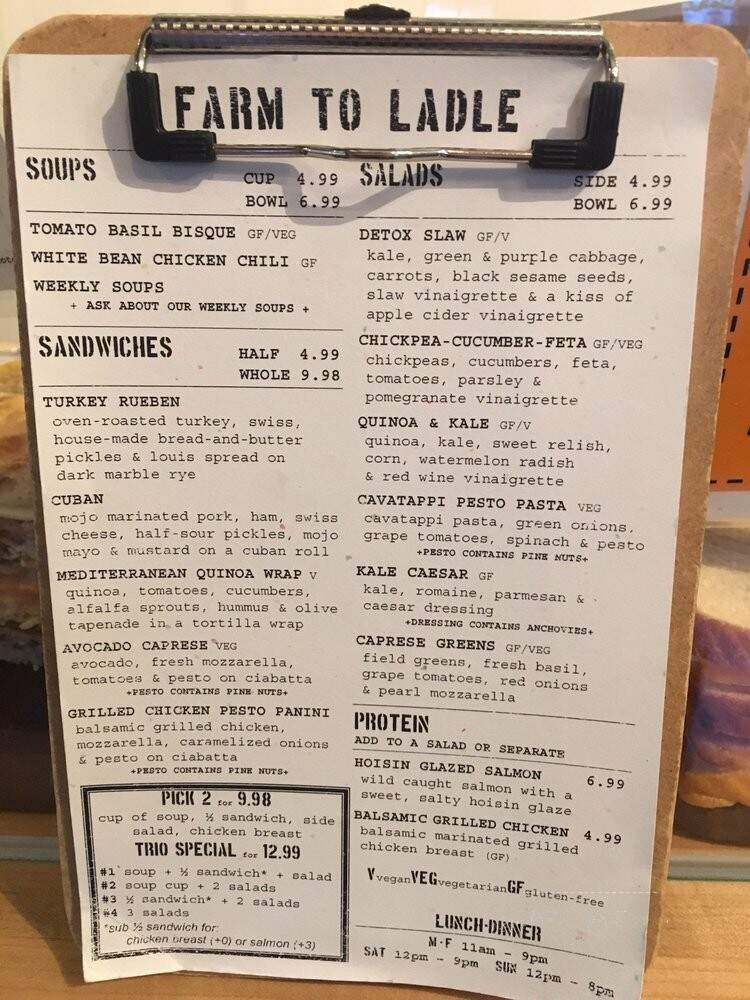 FARM TO LADLE
SOUPS
CUP 4.99
BOWL 6.99
TOMATO BASIL BISQUE GF/VEG
WHITE BEAN CHICKEN CHILI GF
WEEKLY SOUPS
+ ASK ABOUT OUR WEEKLY SOUPS +
SANDWICHES
HALF 4.99
WHOLE 9.98
TURKEY RUEBEN
oven-roasted turkey, swiss,
house-made bread-and-butter
pickles & louis spread on
dark marble rye
CUBAN
mojo marinated pork, ham, swiss
cheese, half-sour pickles, mojo
mayo & mustard on a cuban roll
MEDITERRANEAN QUINOA WRAP V
quinoa, tomatoes, cucumbers,
alfalfa sprouts, hummus & olive
tapenade in a tortilla wrap
AVOCADO CAPRESE VEG
avocado, fresh mozzarella,
tomatoes & pesto on ciabatta
+PESTO CONTAINS PINE NUTS+
GRILLED CHICKEN PESTO PANINI
balsamic grilled chicken,
mozzarella, caramelized onions
& pesto on ciabatta
+PESTO CONTAINS PINE NUTS+
PICK 2 for 9.98
cup of soup, ½ sandwich, side
salad, chicken breast
TRIO SPECIAL for 12.99
#1 soup + ½ sandwich* + salad
#2 soup cup + 2 salads
#3 ½ sandwich* + 2 salads
#4 3 salads
*sub ½ sandwich for:
chicken breast (+0) or salmon (+3)
SALADS
SIDE 4.99
BOWL 6.99
DETOX SLAW GF/V
kale, green & purple cabbage,
carrots, black sesame seeds,
slaw vinaigrette & a kiss of
apple cider vinaigrette
CHICKPEA-CUCUMBER-FETA GF/VEG
chickpeas, cucumbers, feta,
tomatoes, parsley &
pomegranate vinaigrette
QUINOA & KALE GF/V
quinoa, kale, sweet relish,
corn, watermelon radish
& red wine vinaigrette
CAVATAPPI PESTO PASTA VEG
cavatappi pasta, green onions,
grape tomatoes, spinach & pesto
+PESTO CONTAINS PINE NUTS+
KALE CAESAR GF
kale, romaine, parmesan &
caesar dressing
+DRESSING CONTAINS ANCHOVIES+
CAPRESE GREENS GF/VEG
field greens, fresh basil,
grape tomatoes, red onions
& pearl mozzarella
PROTEIN
ADD TO A SALAD OR SEPARATE
HOISIN GLAZED SALMON 6.99
wild caught salmon with a
sweet, salty hoisin glaze
BALSAMIC GRILLED CHICKEN 4.99
balsamic marinated grilled
chicken breast (GF)
V vegan VEG vegetarian GF gluten-free
LUNCH-DINNER
M-F 11am - 9pm
SAT 12pm - 9pm SUN 12pm - 8pm